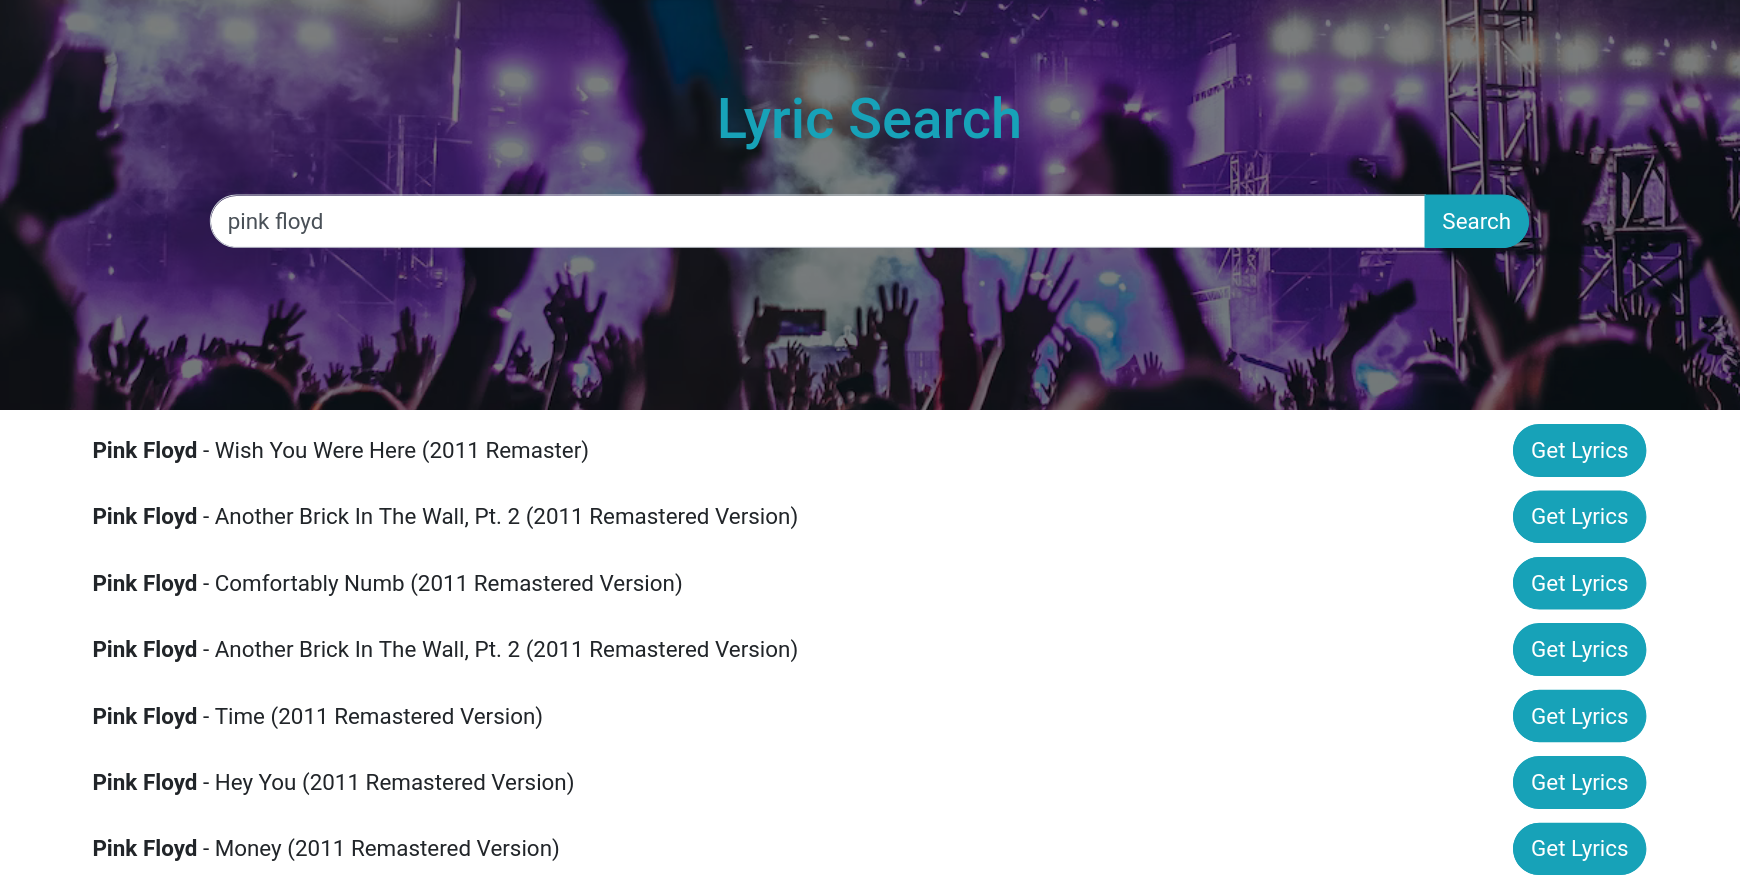 Lyric Search
pink floyd
Search
Pink Floyd - Wish You Were Here (2011 Remaster)
Get Lyrics
Pink Floyd - Another Brick In The Wall, Pt. 2 (2011 Remastered Version)
Get Lyrics
Pink Floyd - Comfortably Numb (2011 Remastered Version)
Get Lyrics
Pink Floyd - Another Brick In The Wall, Pt. 2 (2011 Remastered Version)
Get Lyrics
Pink Floyd - Time (2011 Remastered Version)
Get Lyrics
Pink Floyd - Hey You (2011 Remastered Version)
Get Lyrics
Pink Floyd - Money (2011 Remastered Version)
Get Lyrics